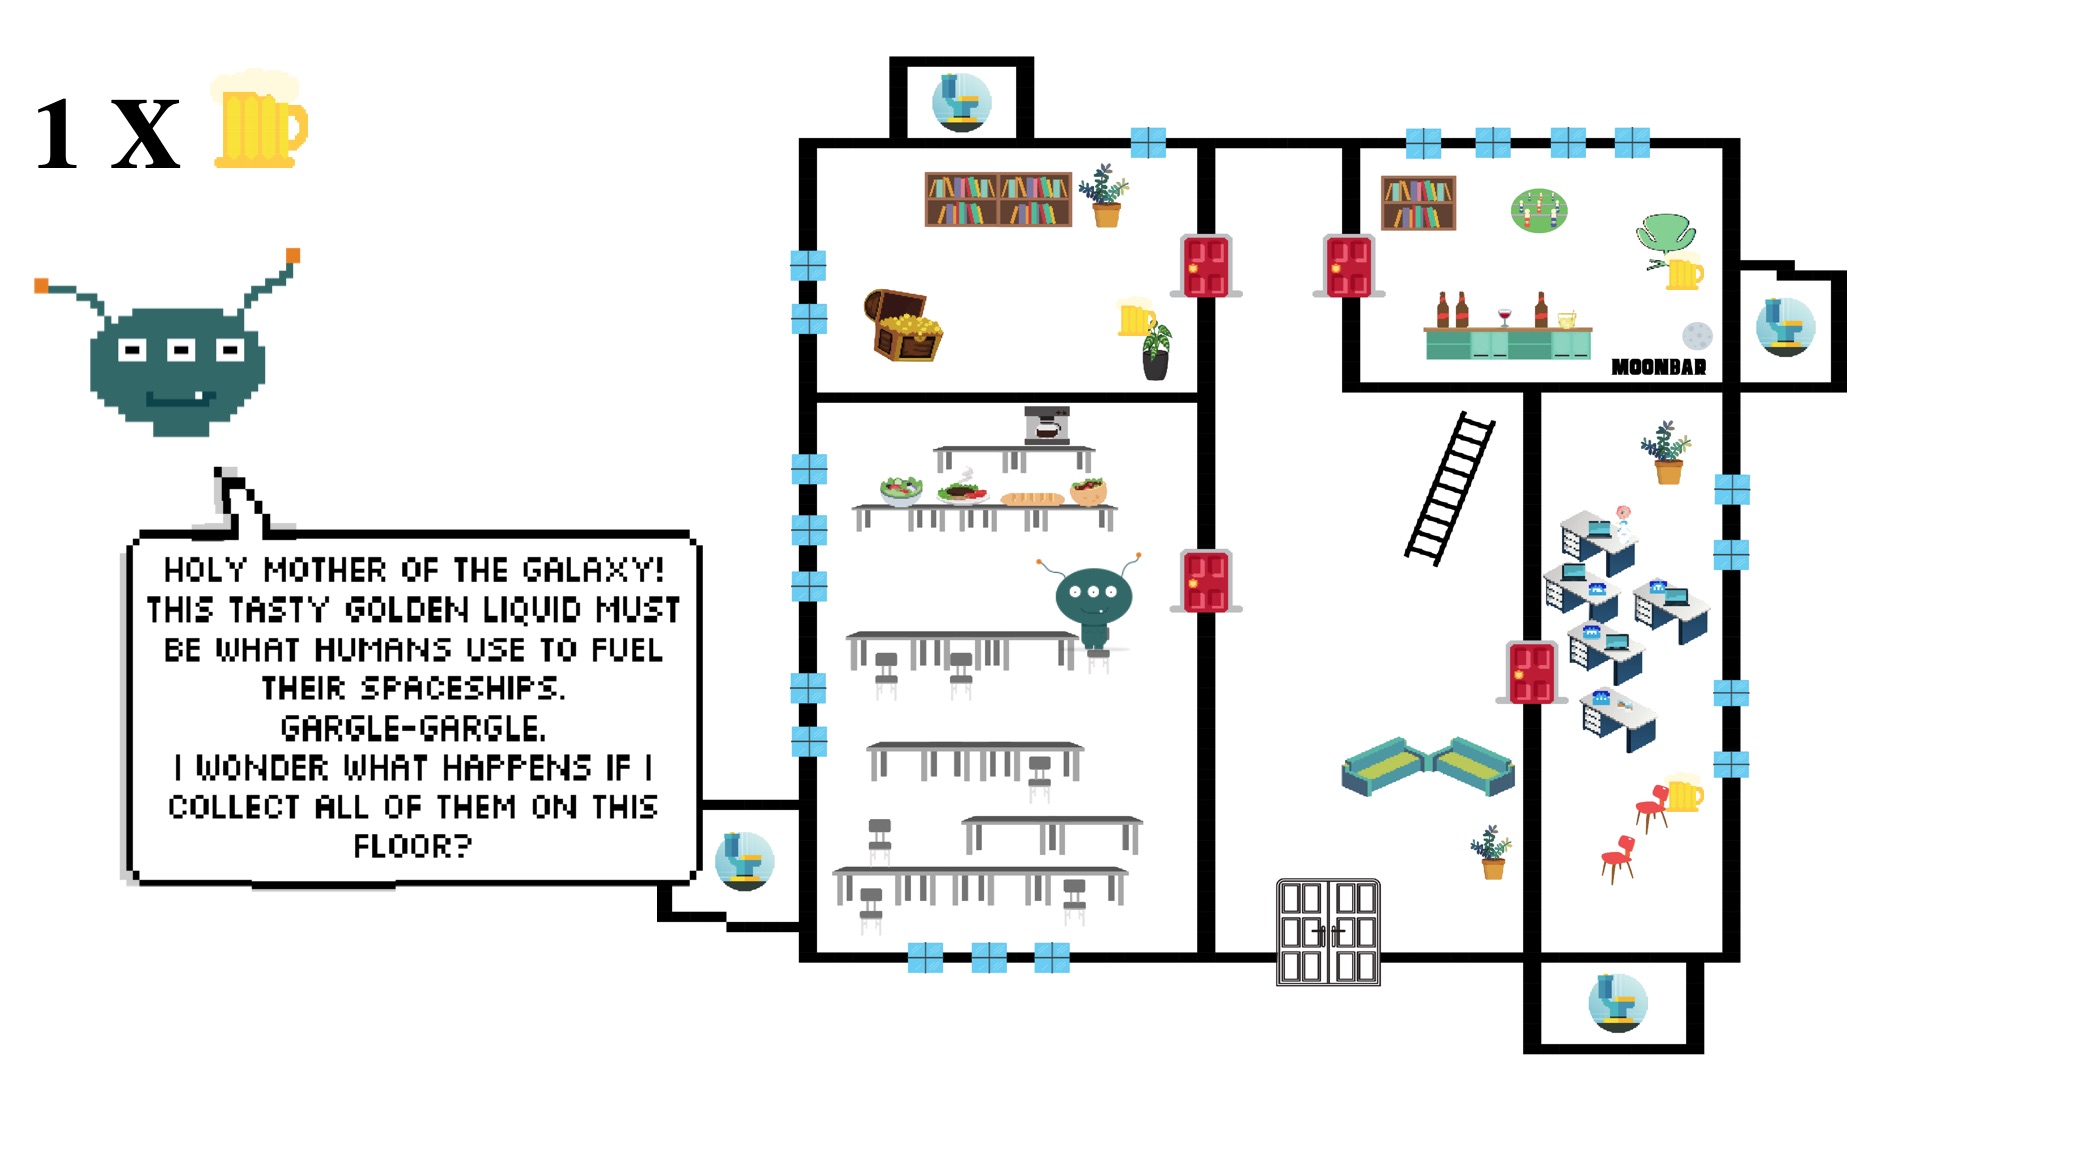 1 X
HOLY MOTHER OF THE GALAXY!
THIS TASTY GOLDEN LIQUID MUST
BE WHAT HUMANS USE TO FUEL
THEIR SPACESHIPS.
GARGLE-GARGLE.
I WONDER WHAT HAPPENS IF I
COLLECT ALL OF THEM ON THIS
FLOOR?
MOONBAR